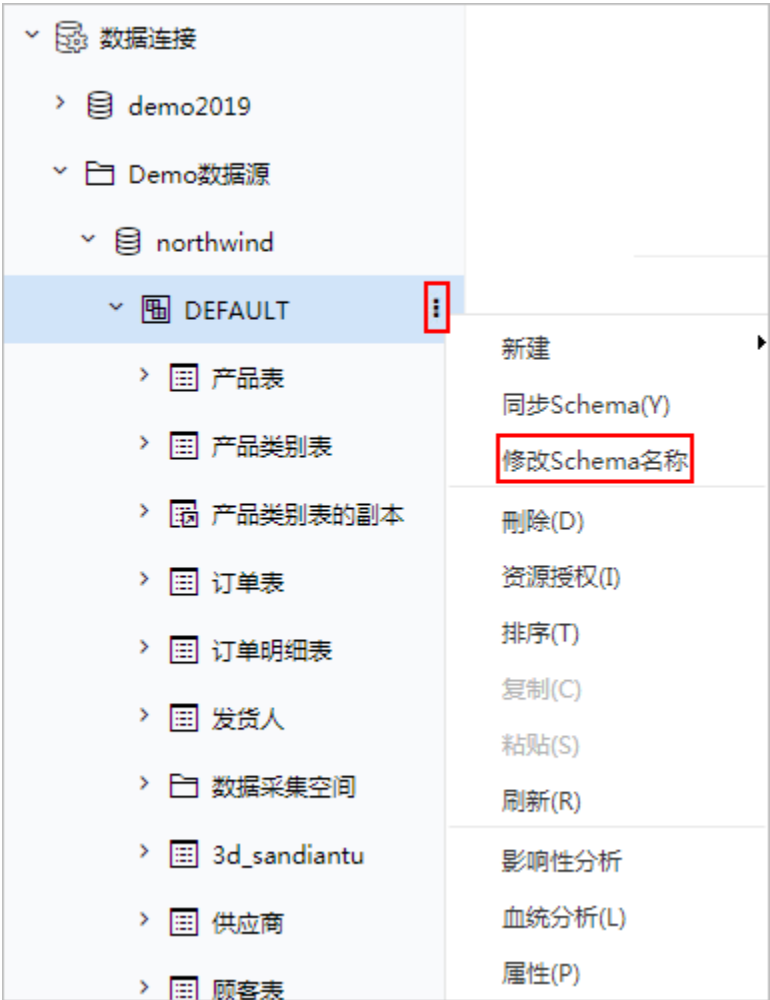 数据连接
demo2019
Demo数据源
northwind
DEFAULT
产品表
产品类别表
产品类别表的副本
订单表
订单明细表
发货人
数据采集空间
3d_sandiantu
供应商
顾客表
新建
同步Schema(Y)
修改Schema名称
刪除(D)
资源授权(I)
排序(T)
复制(C)
粘贴(S)
刷新(R)
影响性分析
血统分析(L)
属性(P)